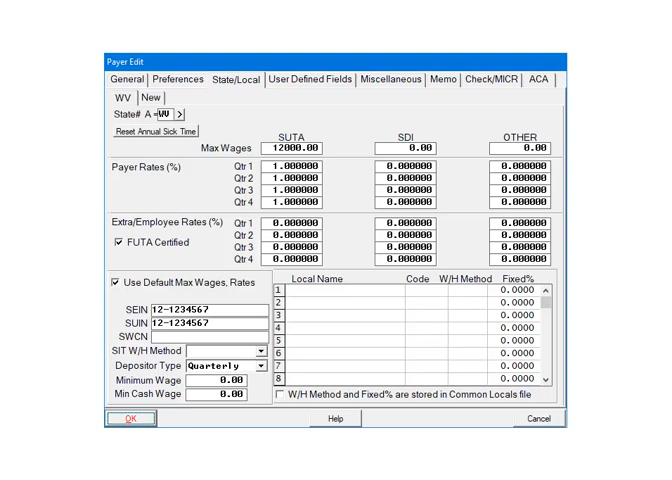 Payer Edit
General Preferences State/Local User Defined Fields Miscellaneous Memo Check/MICR ACA
WV New
State# A = WV >
Reset Annual Sick Time
SUTA SDI OTHER
Max Wages 12000.00 0.00 0.00
Payer Rates (%) Qtr 1 1.000000 0.000000 0.000000
Qtr 2 1.000000 0.000000 0.000000
Qtr 3 1.000000 0.000000 0.000000
Qtr 4 1.000000 0.000000 0.000000
Extra/Employee Rates (%) Qtr 1 0.000000 0.000000 0.000000
FUTA Certified Qtr 2 0.000000 0.000000 0.000000
Qtr 3 0.000000 0.000000 0.000000
Qtr 4 0.000000 0.000000 0.000000
Use Default Max Wages, Rates
SEIN 12-1234567
SUIN 12-1234567
SWCN
SIT W/H Method
Depositor Type Quarterly
Minimum Wage 0.00
Min Cash Wage 0.00
Local Name Code W/H Method Fixed%
1 0.0000
2 0.0000
3 0.0000
4 0.0000
5 0.0000
6 0.0000
7 0.0000
8 0.0000
W/H Method and Fixed% are stored in Common Locals file
OK Help Cancel